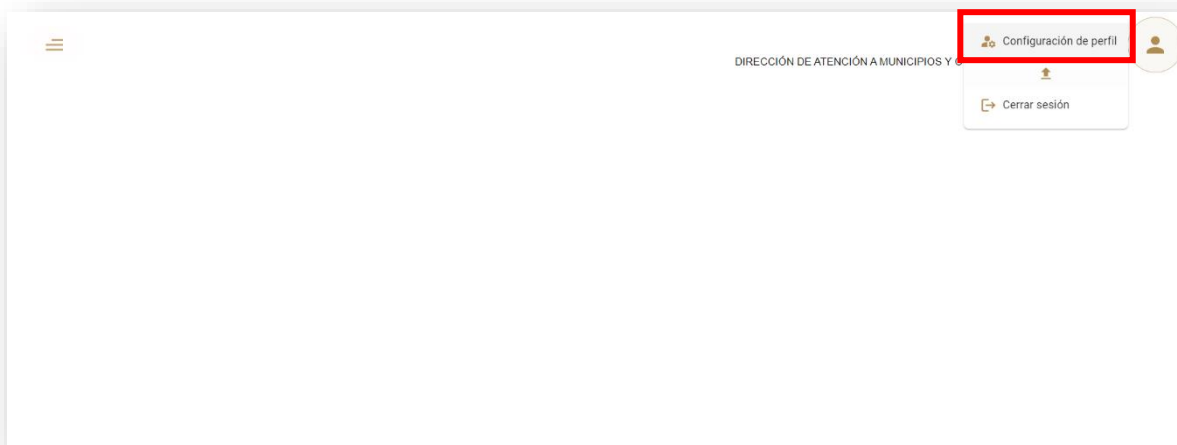 Configuración de perfil
DIRECCIÓN DE ATENCIÓN A MUNICIPIOS Y
Cerrar sesión